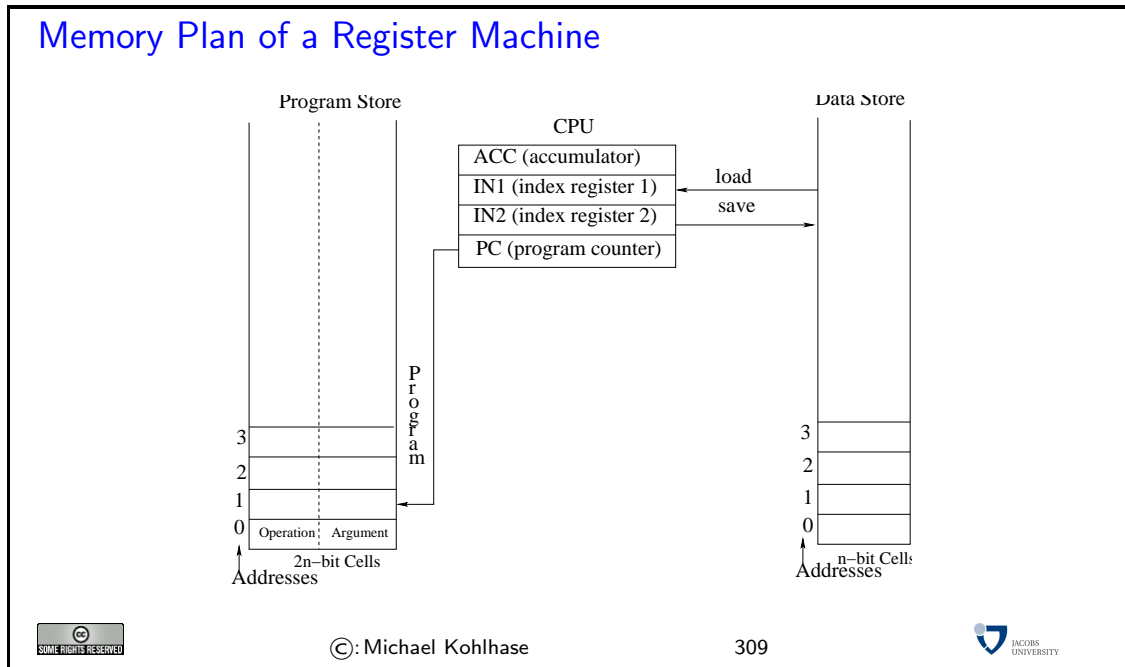 Memory Plan of a Register Machine
Program Store
Data Store
CPU
ACC (accumulator)
IN1 (index register 1)
IN2 (index register 2)
PC (program counter)
load
save
Program
3
2
1
0
Operation
Argument
2n-bit Cells
Addresses
3
2
1
0
n-bit Cells
Addresses
cc
SOME RIGHTS RESERVED
©: Michael Kohlhase
309
JACOBS
UNIVERSITY